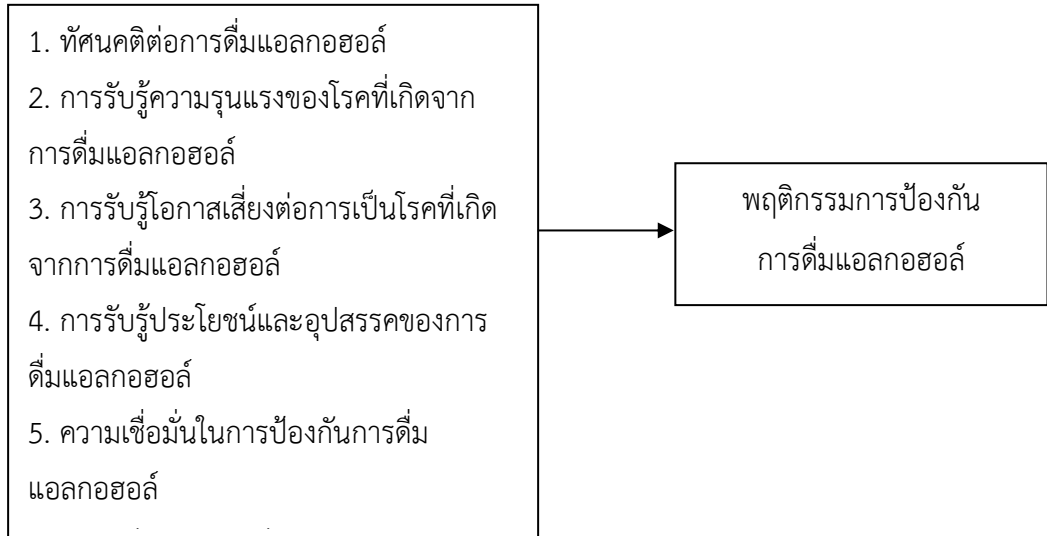 1. ทัศนคติต่อการดื่มแอลกอฮอล์
2. การรับรู้ความรุนแรงของโรคที่เกิดจาก
การดื่มแอลกอฮอล์
3. การรับรู้โอกาสเสี่ยงต่อการเป็นโรคที่เกิด
จากการดื่มแอลกอฮอล์
4. การรับรู้ประโยชน์และอุปสรรคของการ
ดื่มแอลกอฮอล์
5. ความเชื่อมั่นในการป้องกันการดื่ม
แอลกอฮอล์
พฤติกรรมการป้องกัน
การดื่มแอลกอฮอล์